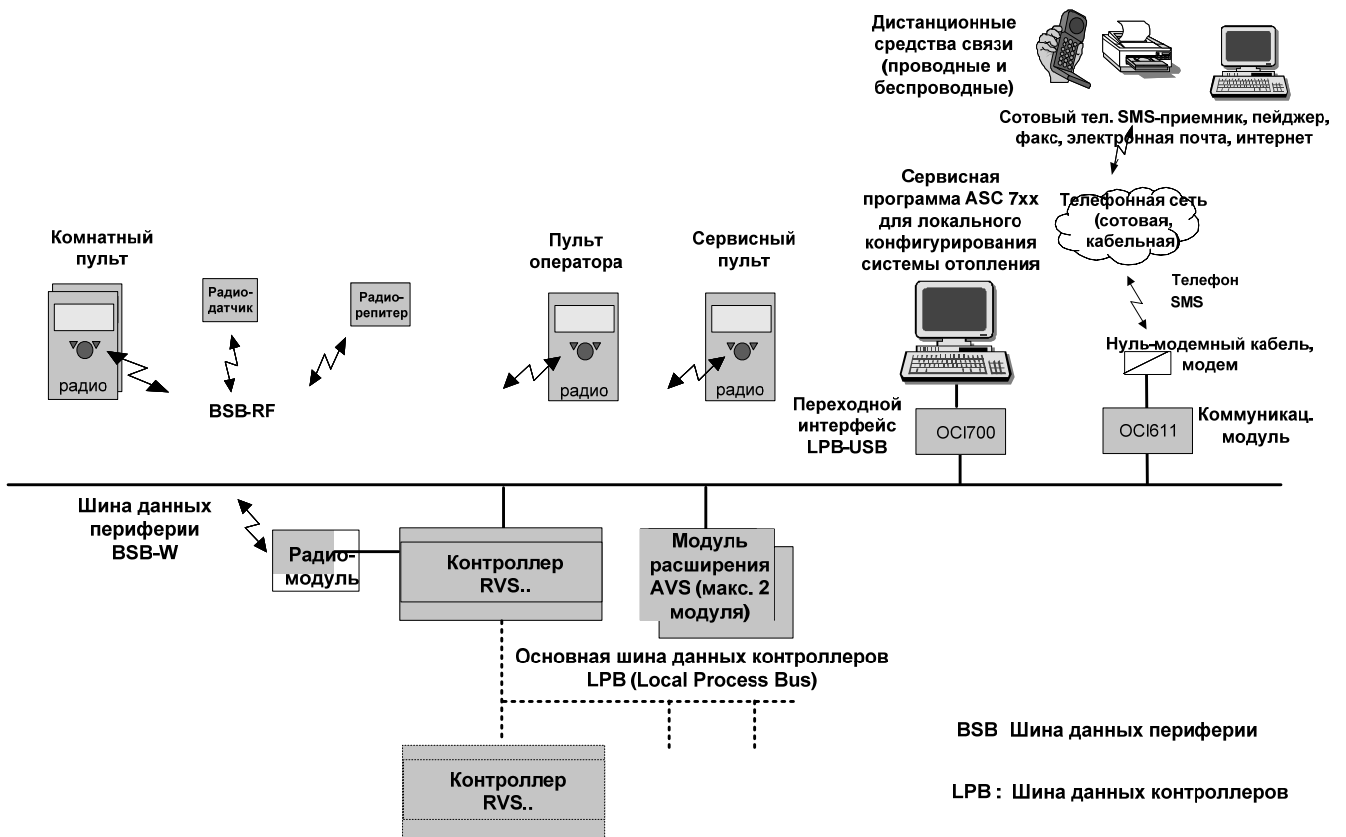 Дистанционные
средства связи
(проводные и
беспроводные)
Сотовый тел. SMS-приемник, пейджер,
факс, электронная почта, интернет
Сервисная
программа ASC 7xx
для локального
конфигурирования
системы отопления
Телефонная сеть
(сотовая,
кабельная)
Комнатный
пульт
Радио-
датчик
Радио-
репитер
Пульт
оператора
Сервисный
пульт
Телефон
SMS
радио
BSB-RF
радио
радио
Нуль-модемный кабель,
модем
Переходной
интерфейс
LPB-USB
OCI700
OCI611
Коммуникац.
модуль
Шина данных
периферии
BSB-W
Радио-
модуль
Контроллер
RVS..
Модуль
расширения
AVS (макс. 2
модуля)
Основная шина данных контроллеров
LPB (Local Process Bus)
Контроллер
RVS..
BSB Шина данных периферии
LPB : Шина данных контроллеров